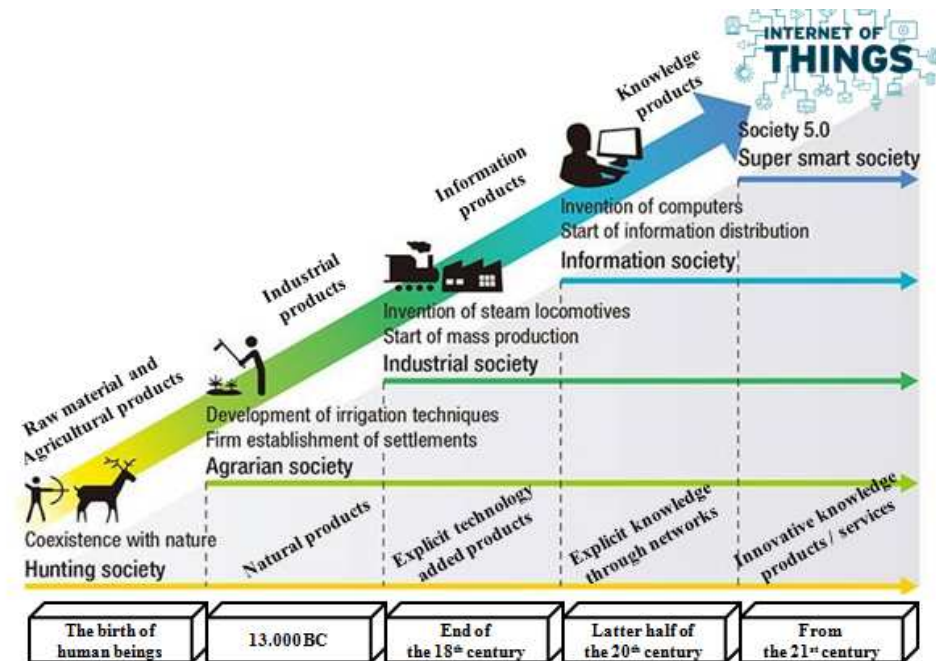 INTERNET OF
THINGS
Knowledge
products
Society 5.0
Super smart society
Information
products
Invention of computers
Start of information distribution
Information society
Industrial
products
Invention of steam locomotives
Start of mass production
Industrial society
Raw material and
Agricultural products
Development of irrigation techniques
Firm establishment of settlements
Agrarian society
Coexistence with nature
Hunting society
Natural products
Explicit technology
added products
Explicit knowledge
through networks
Innovative knowledge
products / services
The birth of
human beings
13.000 BC
End of
the 18th century
Latter half of
the 20th century
From
the 21st century